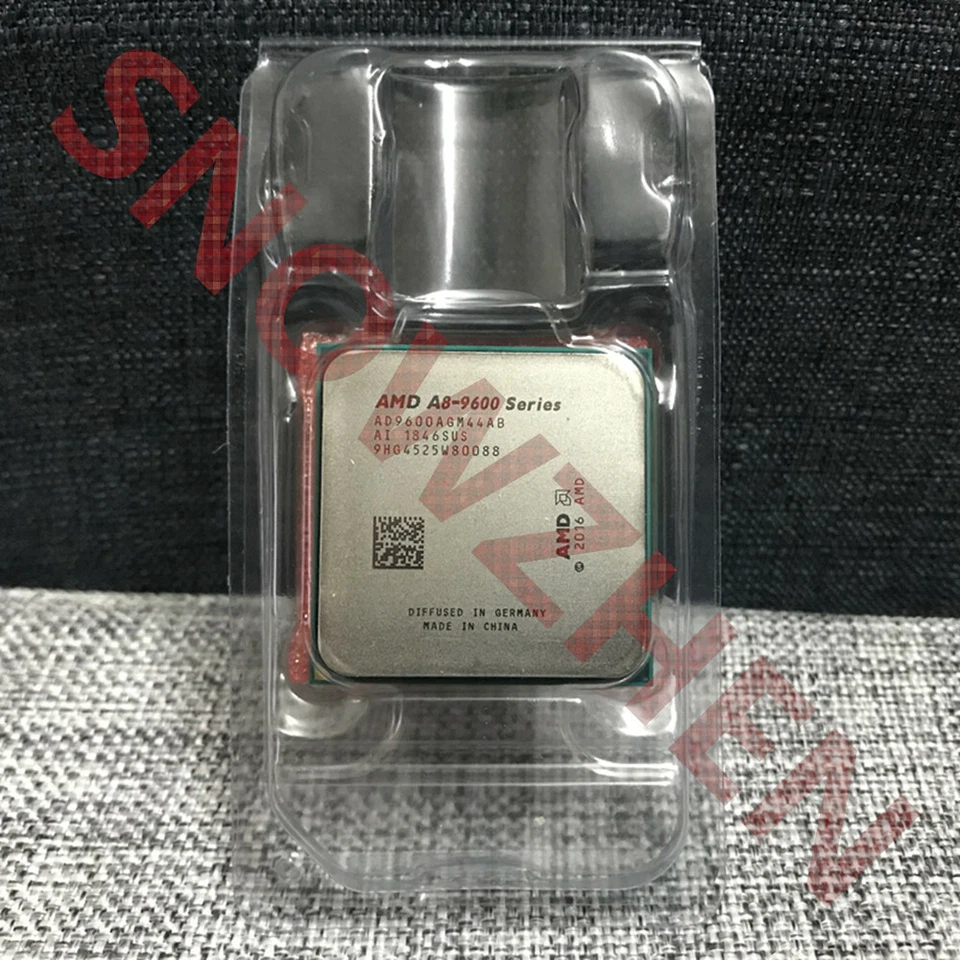 SNOWZHEN
AMD A8-9600 Series
AD9600AGM44AB
AI 1846SUS
9HG4525W80088
AMD
© 2016 AMD
DIFFUSED IN GERMANY
MADE IN CHINA